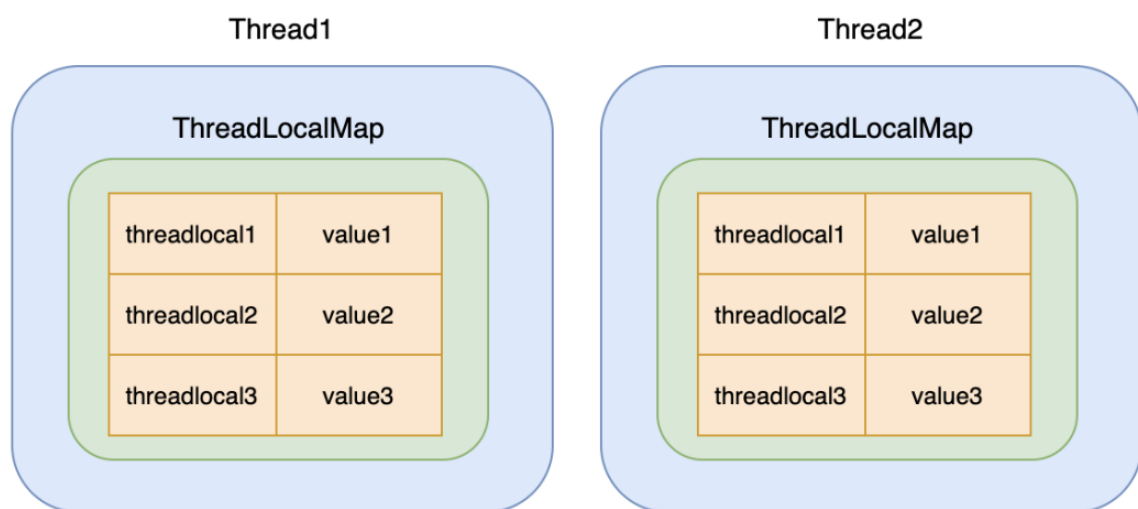 Thread1
Thread2
ThreadLocalMap
ThreadLocalMap
threadlocal1 value1
threadlocal2 value2
threadlocal3 value3
threadlocal1 value1
threadlocal2 value2
threadlocal3 value3